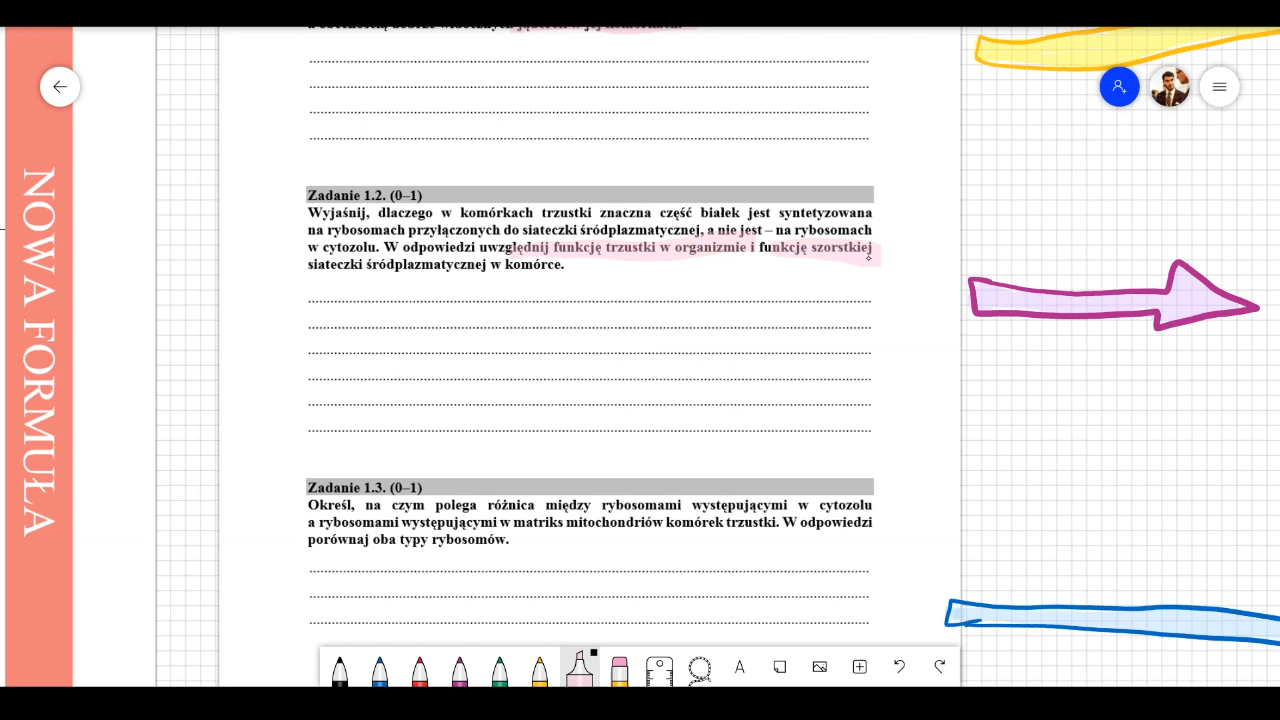 NOWA FORMUŁA
Zadanie 1.2. (0–1)
Wyjaśnij, dlaczego w komórkach trzustki znaczna część białek jest syntetyzowana
na rybosomach przyłączonych do siateczki śródplazmatycznej, a nie jest – na rybosomach
w cytozolu. W odpowiedzi uwzględnij funkcję trzustki w organizmie i funkcję szorstkiej
siateczki śródplazmatycznej w komórce.
Zadanie 1.3. (0–1)
Określ, na czym polega różnica między rybosomami występującymi w cytozolu
a rybosomami występującymi w matriks mitochondriów komórek trzustki. W odpowiedzi
porównaj oba typy rybosomów.
A